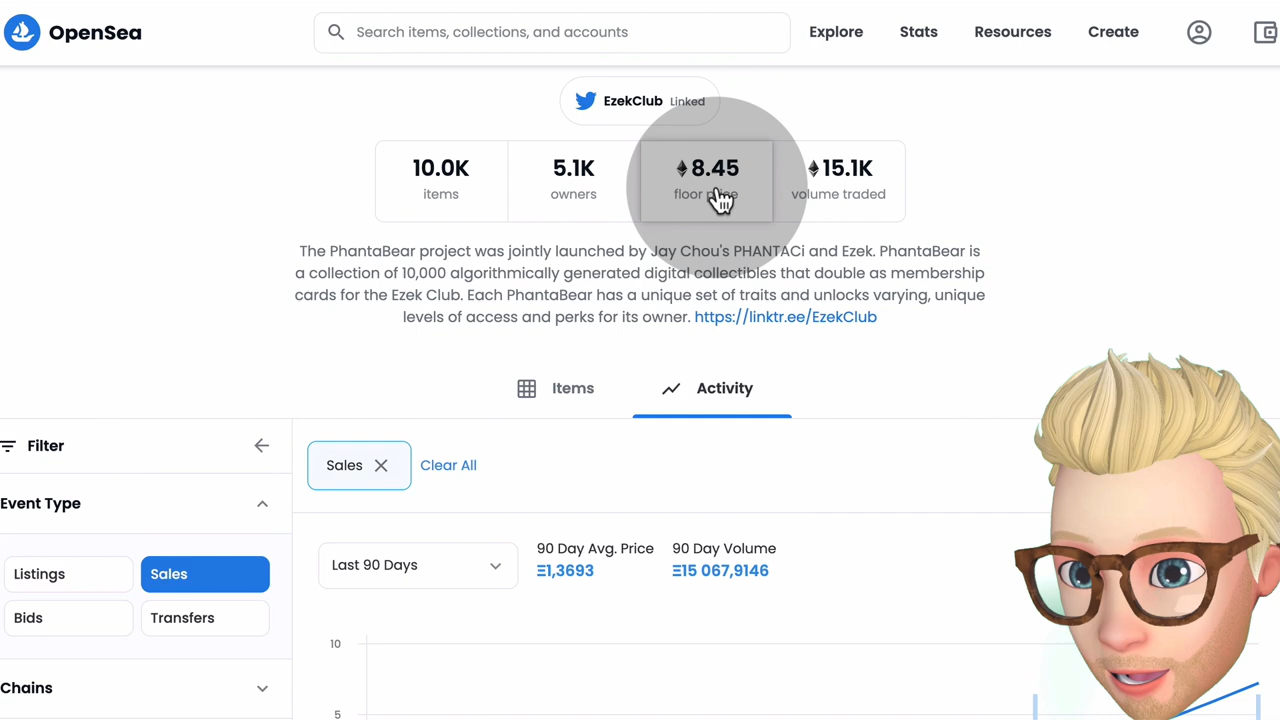 OpenSea
Search items, collections, and accounts
Explore
Stats
Resources
Create
EzekClub Linked
10.0K
items
5.1K
owners
8.45
floor price
15.1K
volume traded
The PhantaBear project was jointly launched by Jay Chou's PHANTACi and Ezek. PhantaBear is
a collection of 10,000 algorithmically generated digital collectibles that double as membership
cards for the Ezek Club. Each PhantaBear has a unique set of traits and unlocks varying, unique
levels of access and perks for its owner. https://linktr.ee/EzekClub
Items
Activity
Filter
Sales
Clear All
Event Type
Listings
Sales
Bids
Transfers
Chains
Last 90 Days
90 Day Avg. Price
Ξ1,3693
90 Day Volume
Ξ15 067,9146
10
5